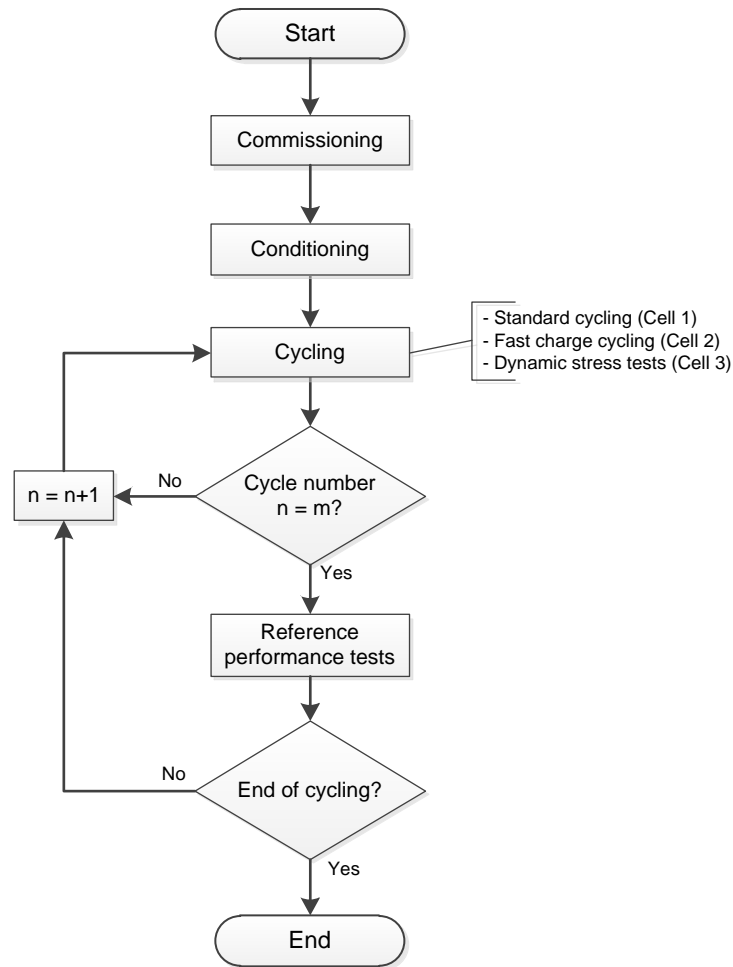 Start
Commissioning
Conditioning
Cycling
- Standard cycling (Cell 1)
- Fast charge cycling (Cell 2)
- Dynamic stress tests (Cell 3)
Cycle number
n = m?
No
n = n+1
Yes
Reference
performance tests
End of cycling?
No
Yes
End